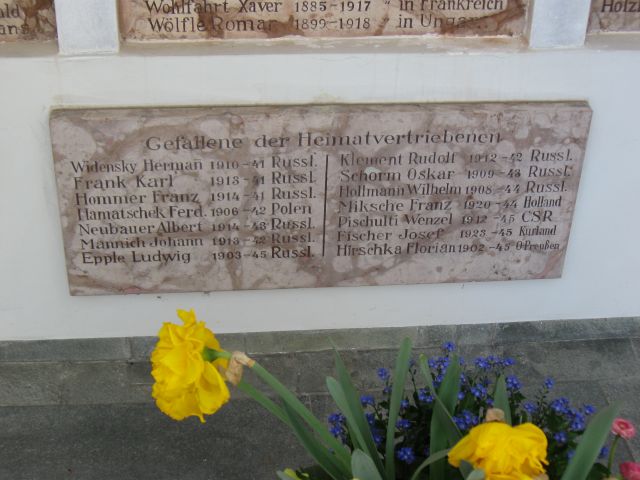 Wohlfahrt Xaver 1885-1917 " in Frankreich
Wölfle Romar " 1899-1918 " in Ungarn
Holz
Gefallene der Heimatvertriebenen
Widensky Herman 1910-41 Russl.
Frank Karl 1913-41 Russl.
Hommer Franz 1914-41 Russl.
Hamatschek Ferd. 1906-42 Polen
Neubauer Albert 1914-43 Russl.
Männich Johann 1913-42 Russl.
Epple Ludwig 1903-45 Russl.
Klement Rudolf 1912-42 Russl.
Schorn Oskar 1909-43 Russl.
Hollmann Wilhelm 1908-44 Russl.
Miksche Franz 1920-44 Holland
Pischulti Wenzel 1912-45 CSR
Fischer Josef 1923-45 Kurland
Hirschka Florian 1902-45 O.Preußen